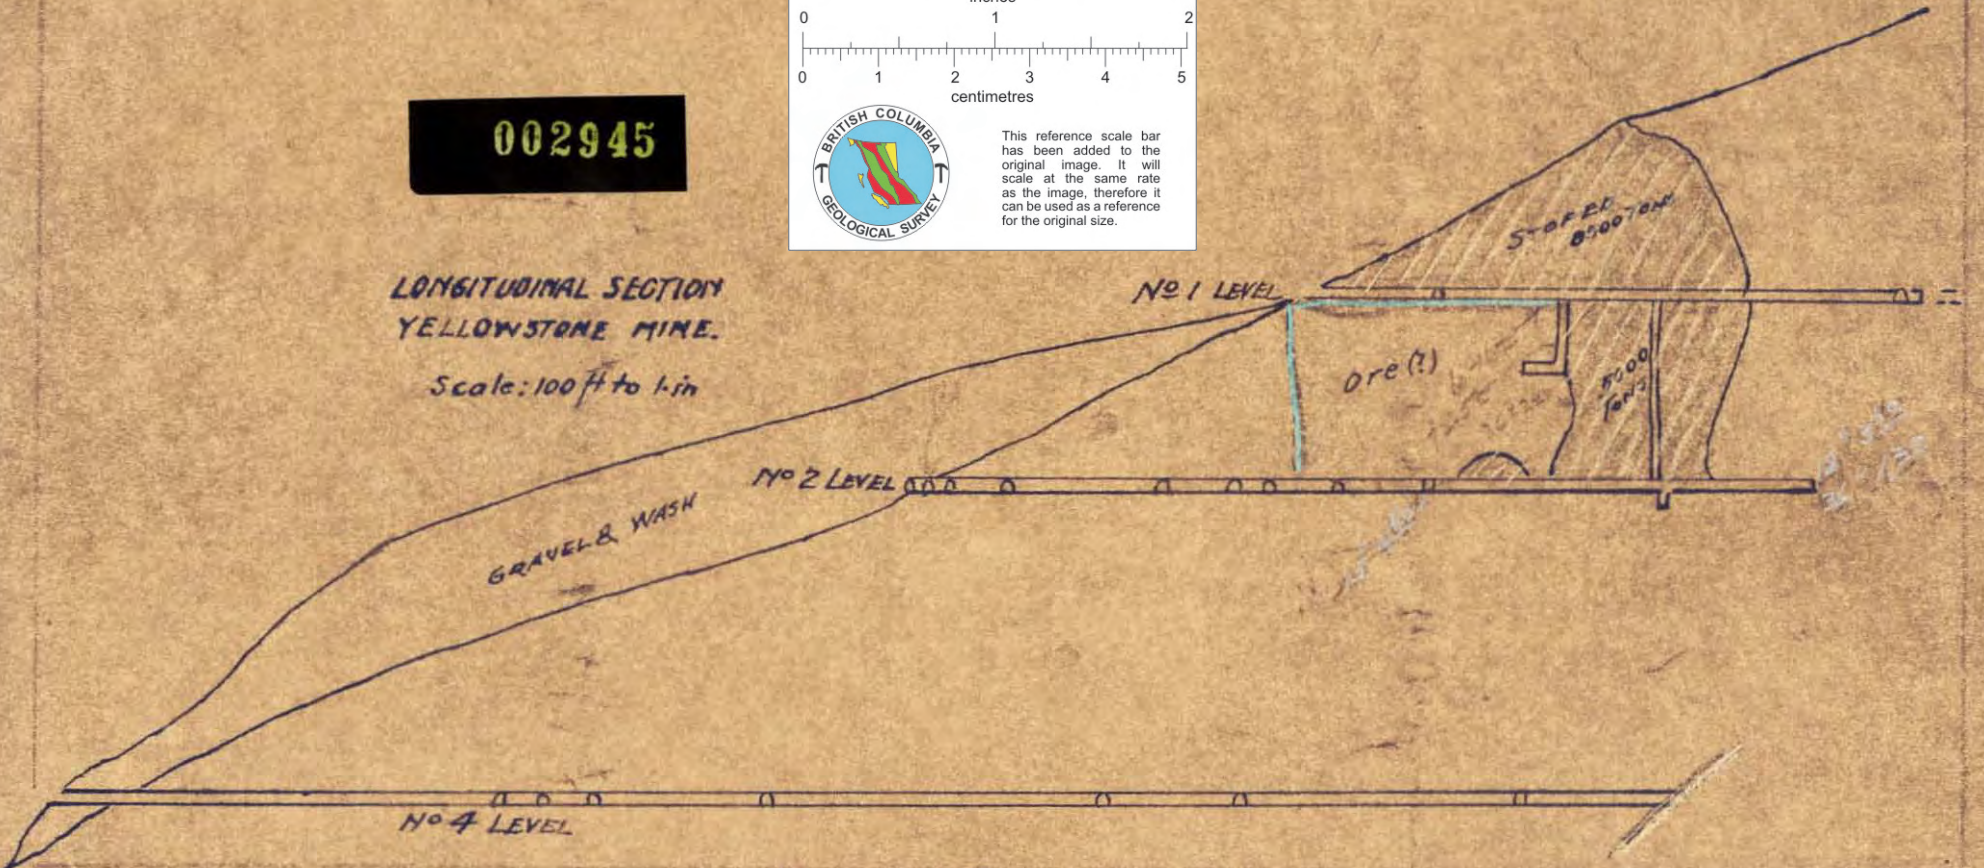 inches
0 1 2
0 1 2 3 4 5
centimetres
BRITISH COLUMBIA
GEOLOGICAL SURVEY
This reference scale bar
has been added to the
original image. It will
scale at the same rate
as the image, therefore it
can be used as a reference
for the original size.
002945
LONGITUDINAL SECTION
YELLOWSTONE MINE.
Scale: 100 ft to 1 in
STOPED
8500 TONS
No 1 LEVEL
Ore (?)
5000
TONS
No 2 LEVEL
GRAVEL & WASH
No 4 LEVEL